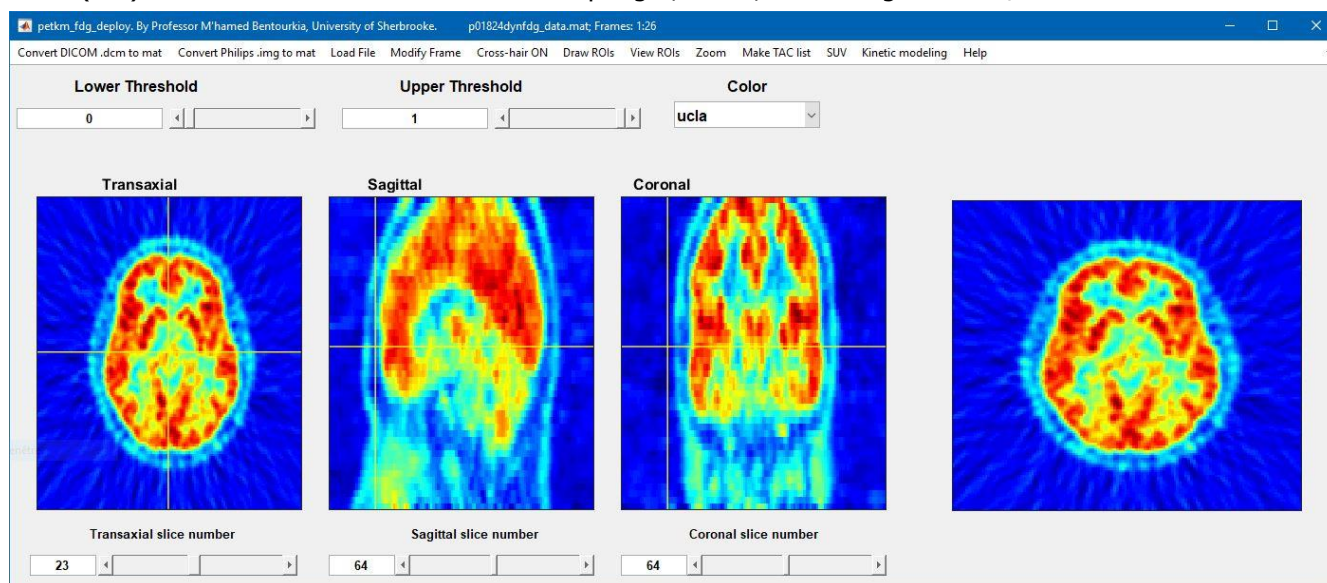 petkm_fdg_deploy. By Professor M'hamed Bentourkia, University of Sherbrooke. p01824dynfdg_data.mat; Frames: 1:26
Convert DICOM .dcm to mat Convert Philips .img to mat Load File Modify Frame Cross-hair ON Draw ROIs View ROIs Zoom Make TAC list SUV Kinetic modeling Help
Lower Threshold Upper Threshold Color
0 1 ucla
Transaxial Sagittal Coronal
Transaxial slice number Sagittal slice number Coronal slice number
23 64 64